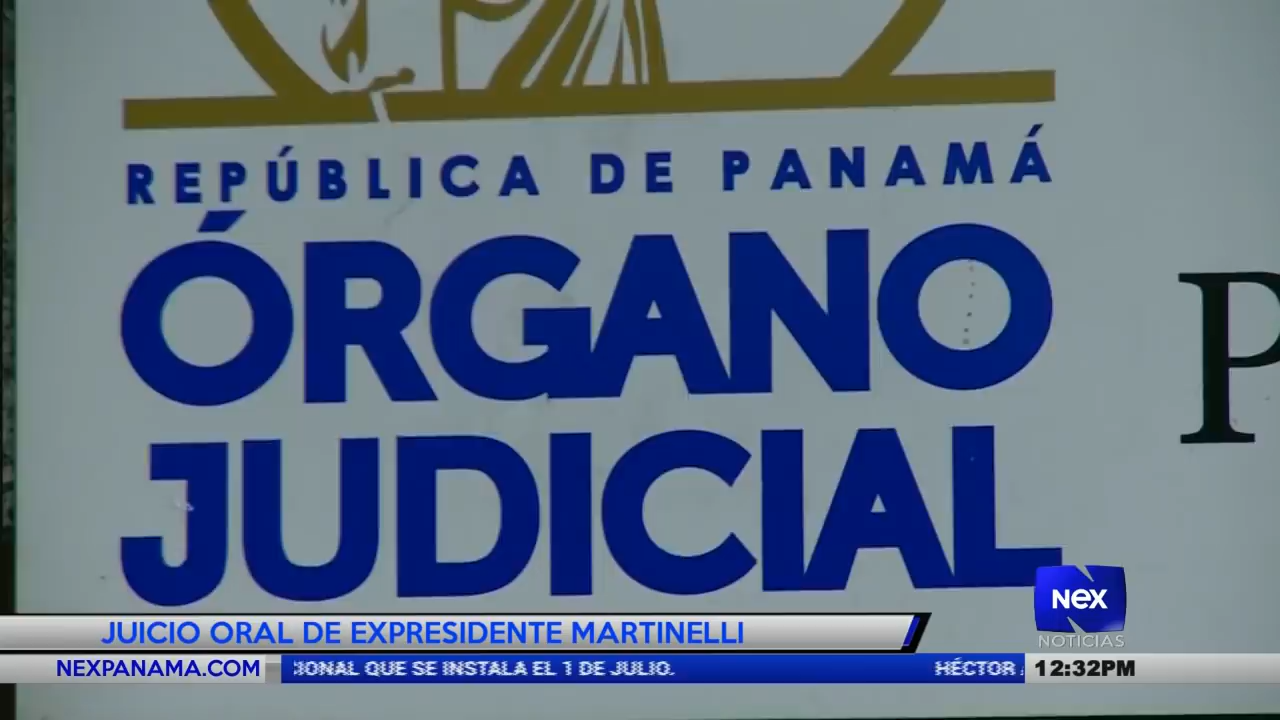 REPÚBLICA DE PANAMÁ
ÓRGANO
JUDICIAL
P
JUICIO ORAL DE EXPRESIDENTE MARTINELLI
NEX
NOTICIAS
NEXPANAMA.COM
IONAL QUE SE INSTALA EL 1 DE JULIO.
HÉCTOR
12:32PM